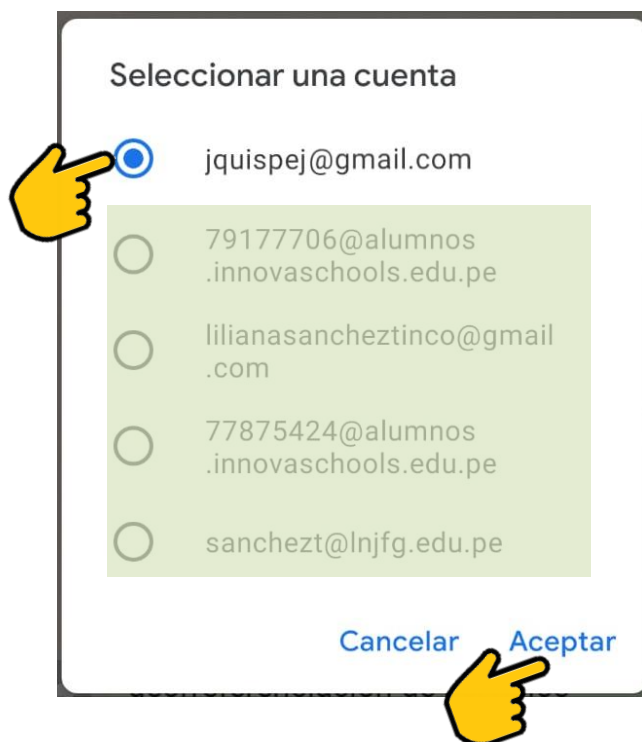 Seleccionar una cuenta
jquispej@gmail.com
79177706@alumnos
.innovaschools.edu.pe
lilianasancheztinco@gmail
.com
77875424@alumnos
.innovaschools.edu.pe
sanchezt@lnjfg.edu.pe
Cancelar Aceptar